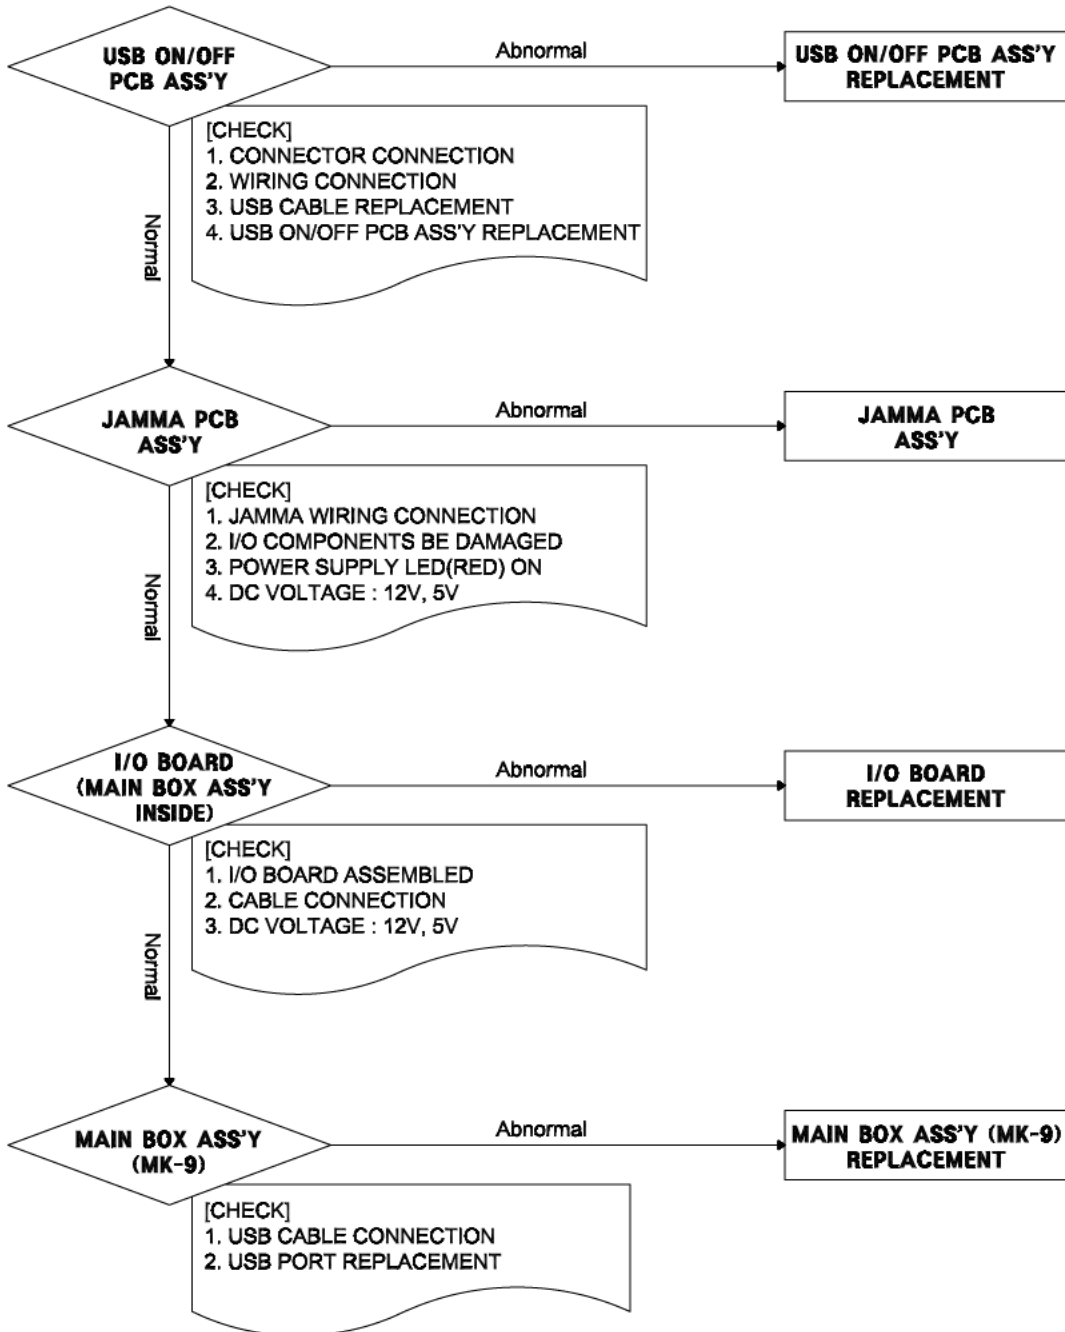 USB ON/OFF
PCB ASS'Y
Abnormal
USB ON/OFF PCB ASS'Y
REPLACEMENT
[CHECK]
1. CONNECTOR CONNECTION
2. WIRING CONNECTION
3. USB CABLE REPLACEMENT
4. USB ON/OFF PCB ASS'Y REPLACEMENT
Normal
JAMMA PCB
ASS'Y
Abnormal
JAMMA PCB
ASS'Y
[CHECK]
1. JAMMA WIRING CONNECTION
2. I/O COMPONENTS BE DAMAGED
3. POWER SUPPLY LED(RED) ON
4. DC VOLTAGE : 12V, 5V
Normal
I/O BOARD
(MAIN BOX ASS'Y
INSIDE)
Abnormal
I/O BOARD
REPLACEMENT
[CHECK]
1. I/O BOARD ASSEMBLED
2. CABLE CONNECTION
3. DC VOLTAGE : 12V, 5V
Normal
MAIN BOX ASS'Y
(MK-9)
Abnormal
MAIN BOX ASS'Y (MK-9)
REPLACEMENT
[CHECK]
1. USB CABLE CONNECTION
2. USB PORT REPLACEMENT